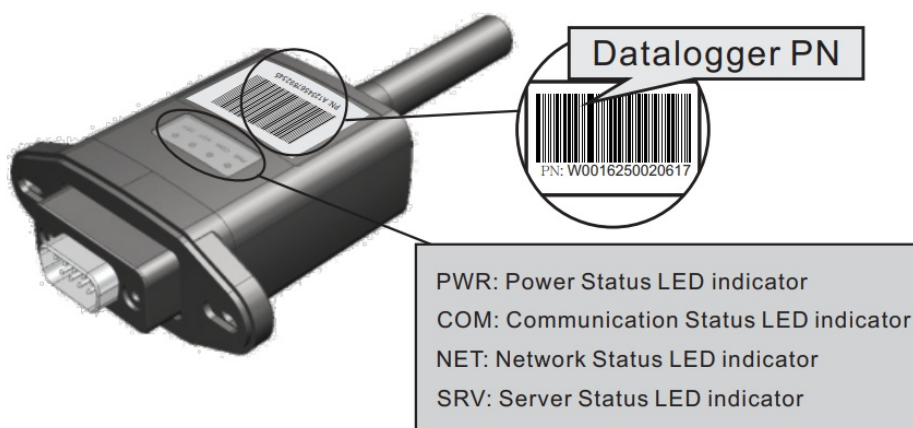 Datalogger PN
PN: W0016250020617
PWR: Power Status LED indicator
COM: Communication Status LED indicator
NET: Network Status LED indicator
SRV: Server Status LED indicator